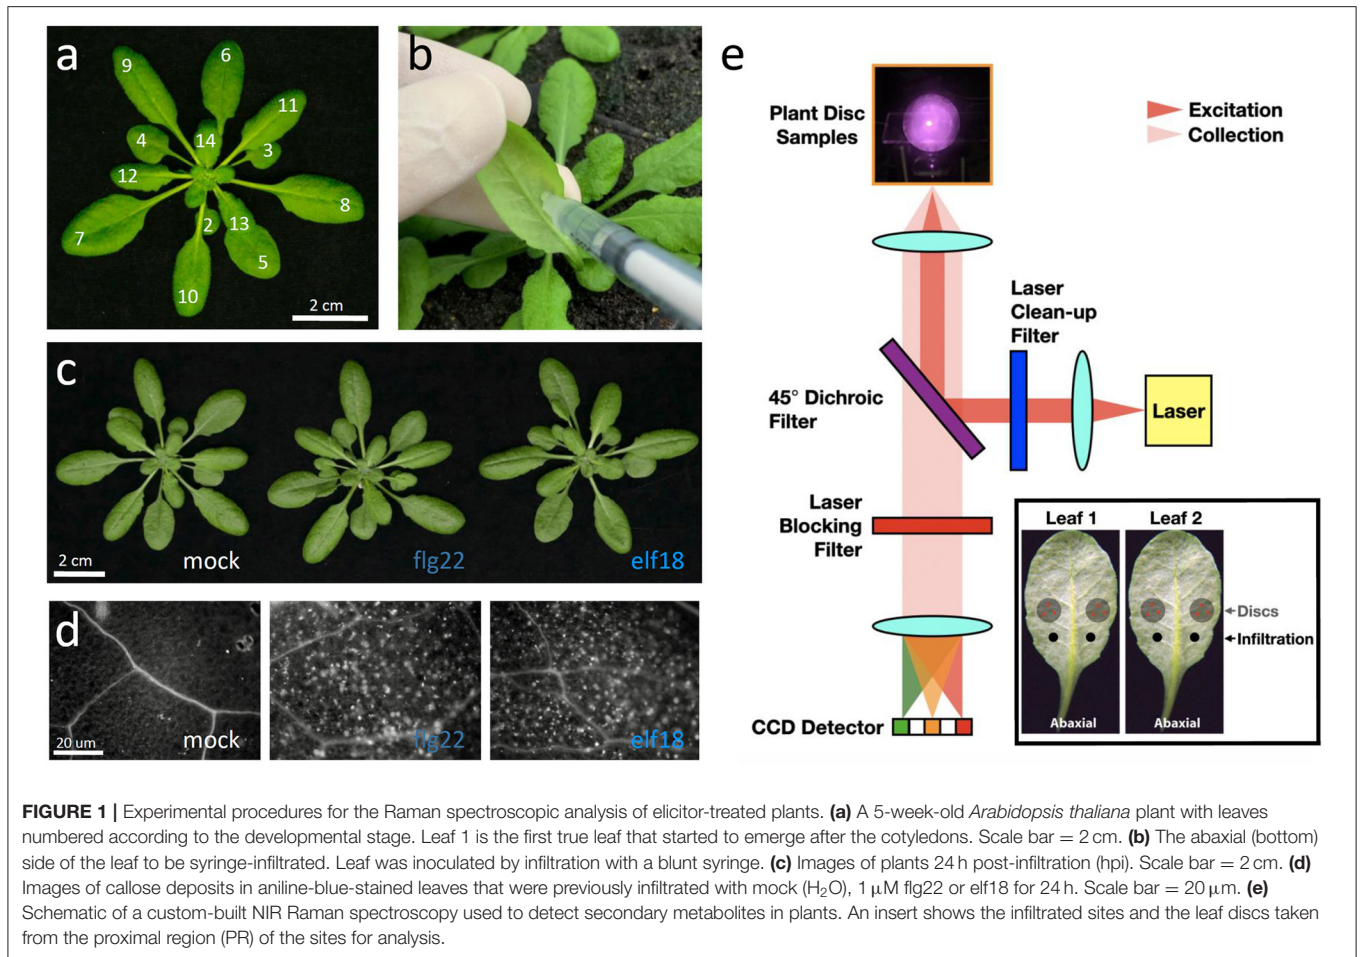 a
9
6
11
4
14
3
12
8
7
2
13
5
10
2 cm
b
c
2 cm
mock
flg22
elf18
d
20 um
mock
flg22
elf18
e
Plant Disc
Samples
Excitation
Collection
Laser
Clean-up
Filter
45° Dichroic
Filter
Laser
Laser
Blocking
Filter
CCD Detector
Leaf 1
Leaf 2
Discs
Infiltration
Abaxial
Abaxial
FIGURE 1 | Experimental procedures for the Raman spectroscopic analysis of elicitor-treated plants. (a) A 5-week-old Arabidopsis thaliana plant with leaves
numbered according to the developmental stage. Leaf 1 is the first true leaf that started to emerge after the cotyledons. Scale bar = 2 cm. (b) The abaxial (bottom)
side of the leaf to be syringe-infiltrated. Leaf was inoculated by infiltration with a blunt syringe. (c) Images of plants 24 h post-infiltration (hpi). Scale bar = 2 cm. (d)
Images of callose deposits in aniline-blue-stained leaves that were previously infiltrated with mock (H₂O), 1 μM flg22 or elf18 for 24 h. Scale bar = 20 μm. (e)
Schematic of a custom-built NIR Raman spectroscopy used to detect secondary metabolites in plants. An insert shows the infiltrated sites and the leaf discs taken
from the proximal region (PR) of the sites for analysis.